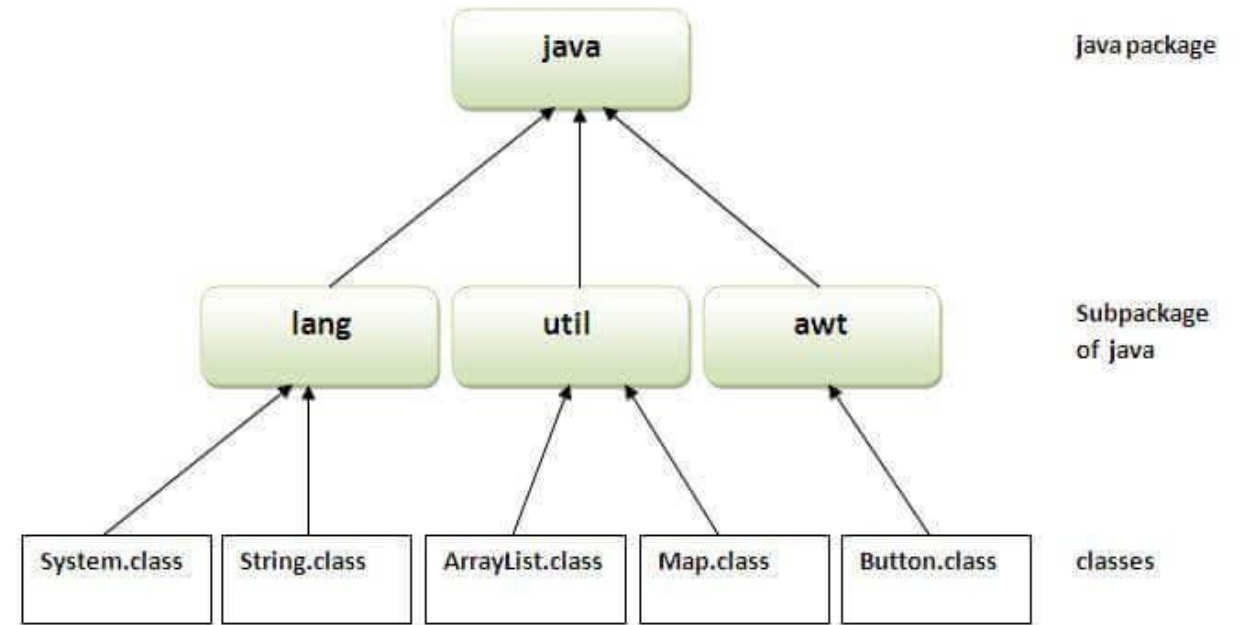 java
java package
lang
util
awt
Subpackage
of java
System.class
String.class
ArrayList.class
Map.class
Button.class
classes